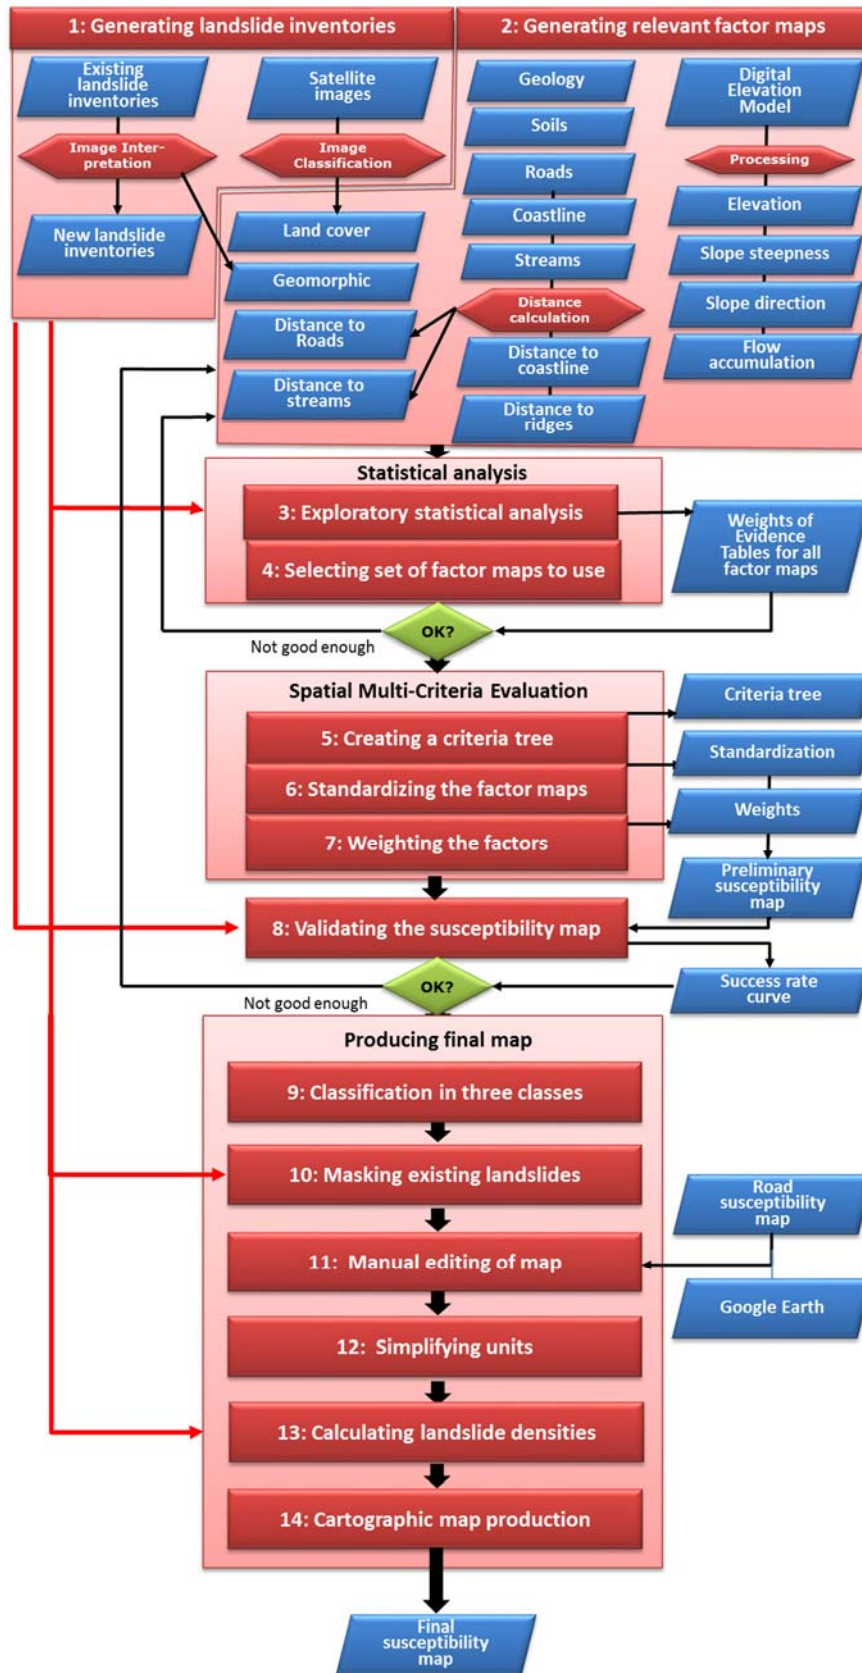 1: Generating landslide inventories
2: Generating relevant factor maps
Existing
landslide
inventories
Satellite
images
Geology
Digital
Elevation
Model
Soils
Image Inter-
pretation
Image
Classification
Roads
Processing
New landslide
inventories
Land cover
Coastline
Elevation
Streams
Slope steepness
Geomorphic
Distance
calculation
Slope direction
Distance to
Roads
Distance to
coastline
Flow
accumulation
Distance to
streams
Distance to
ridges
Statistical analysis
3: Exploratory statistical analysis
Weights of
Evidence
Tables for all
factor maps
4: Selecting set of factor maps to use
OK?
Not good enough
Spatial Multi-Criteria Evaluation
Criteria tree
5: Creating a criteria tree
Standardization
6: Standardizing the factor maps
Weights
7: Weighting the factors
Preliminary
susceptibility
map
8: Validating the susceptibility map
OK?
Success rate
curve
Not good enough
Producing final map
9: Classification in three classes
10: Masking existing landslides
Road
susceptibility
map
11: Manual editing of map
Google Earth
12: Simplifying units
13: Calculating landslide densities
14: Cartographic map production
Final
susceptibility
map